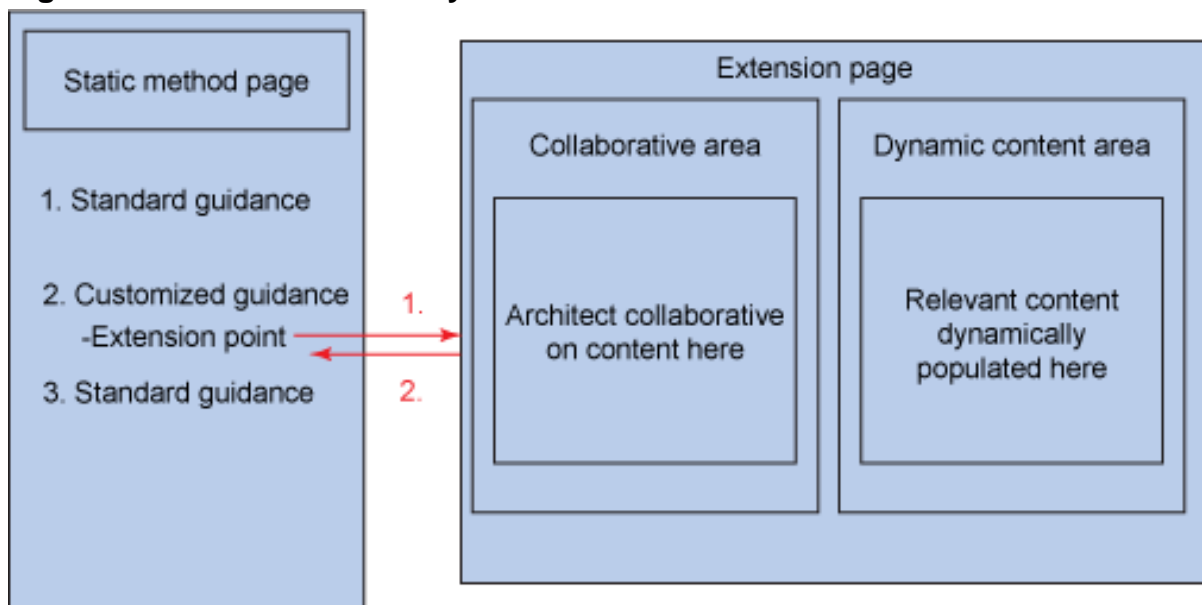 Static method page
1. Standard guidance
2. Customized guidance
-Extension point
3. Standard guidance
1.
2.
Extension page
Collaborative area
Architect collaborative
on content here
Dynamic content area
Relevant content
dynamically
populated here